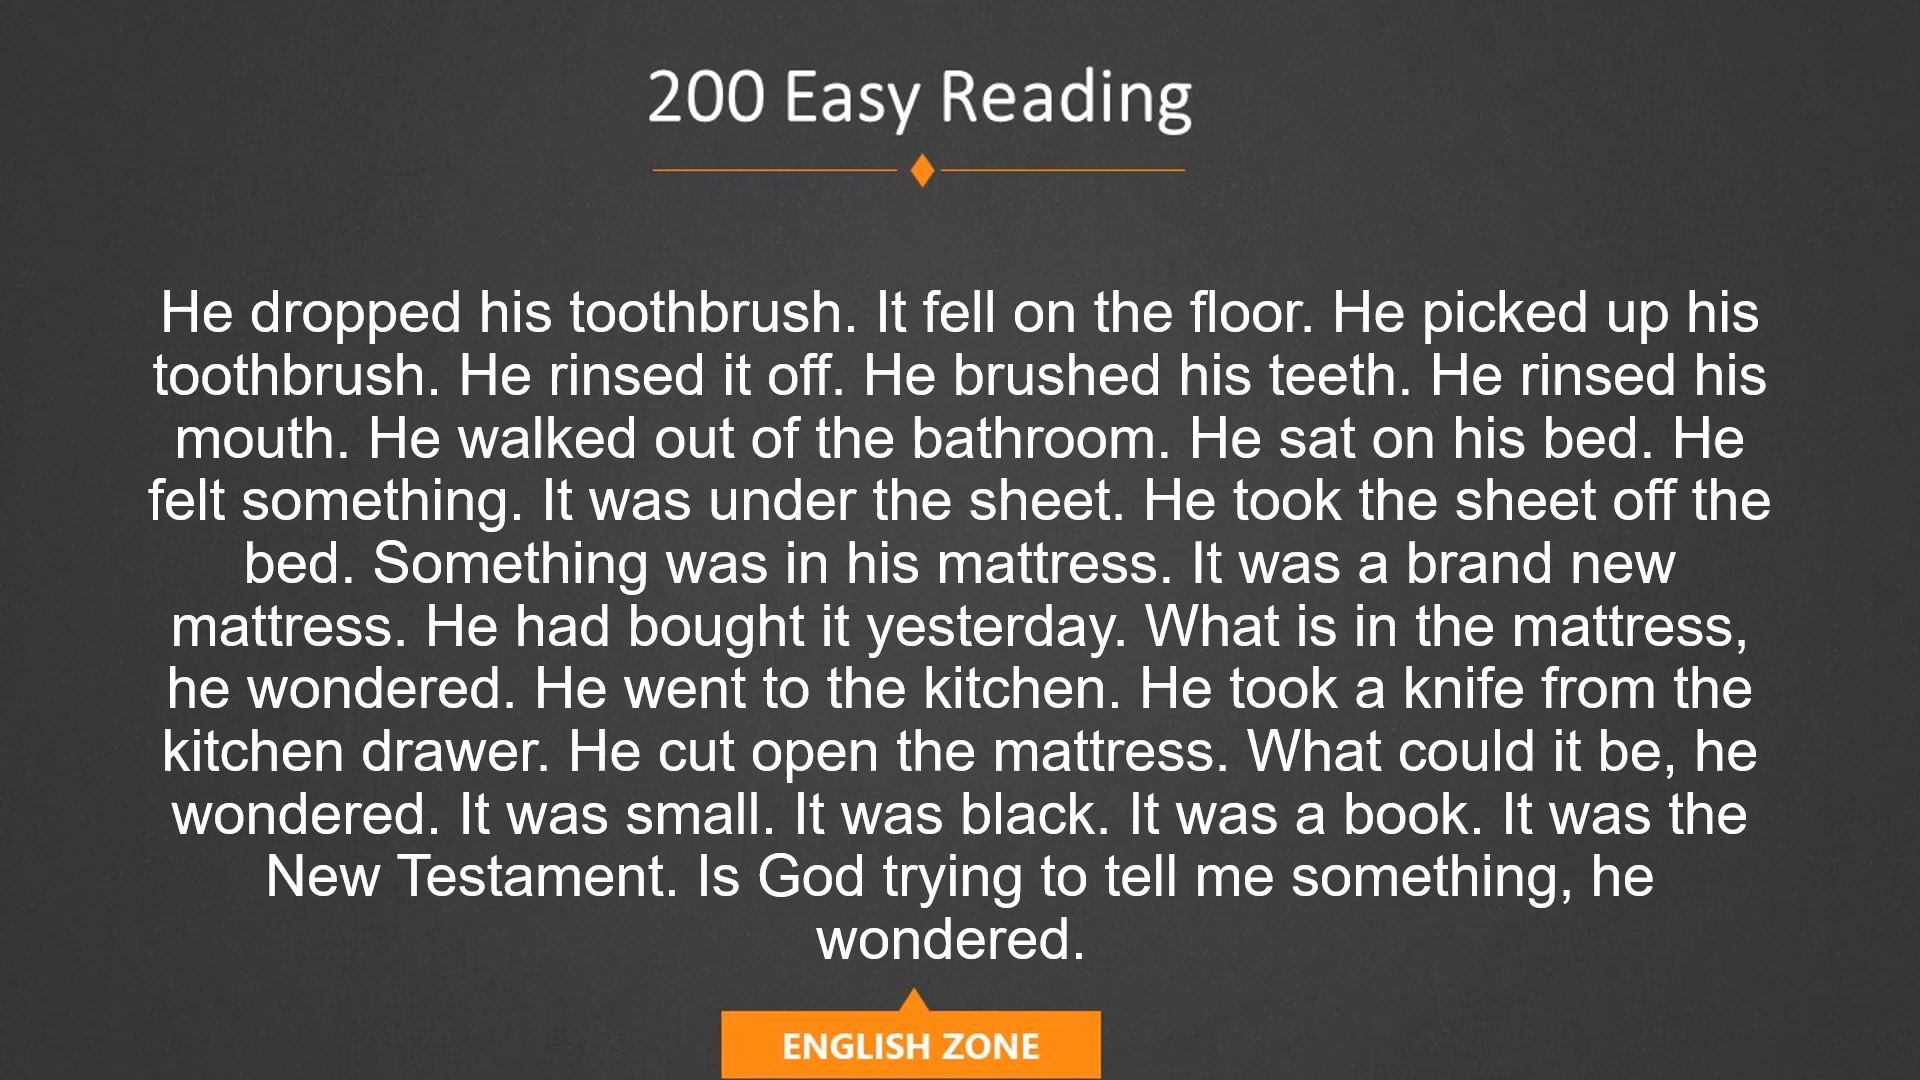 200 Easy Reading
He dropped his toothbrush. It fell on the floor. He picked up his
toothbrush. He rinsed it off. He brushed his teeth. He rinsed his
mouth. He walked out of the bathroom. He sat on his bed. He
felt something. It was under the sheet. He took the sheet off the
bed. Something was in his mattress. It was a brand new
mattress. He had bought it yesterday. What is in the mattress,
he wondered. He went to the kitchen. He took a knife from the
kitchen drawer. He cut open the mattress. What could it be, he
wondered. It was small. It was black. It was a book. It was the
New Testament. Is God trying to tell me something, he
wondered.
ENGLISH ZONE